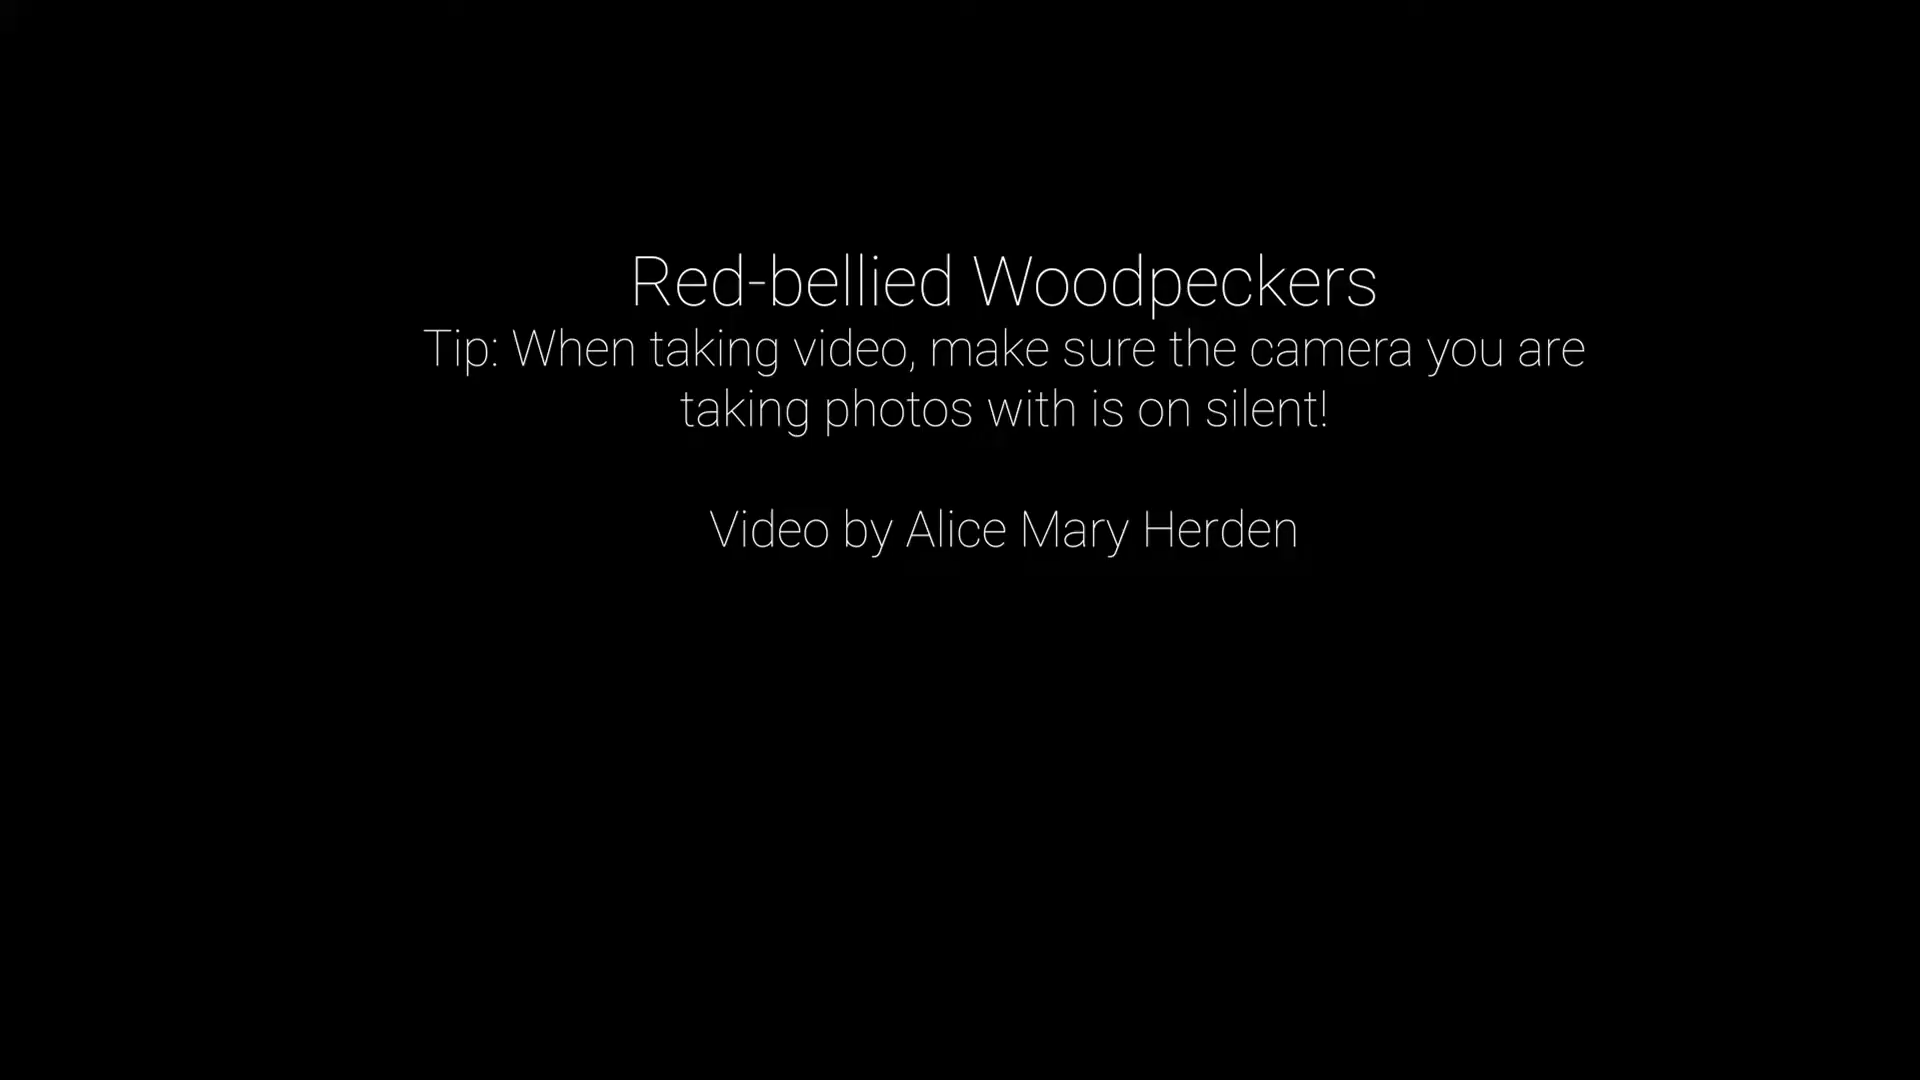 Red-bellied Woodpeckers
Tip: When taking video, make sure the camera you are
taking photos with is on silent!
Video by Alice Mary Herden